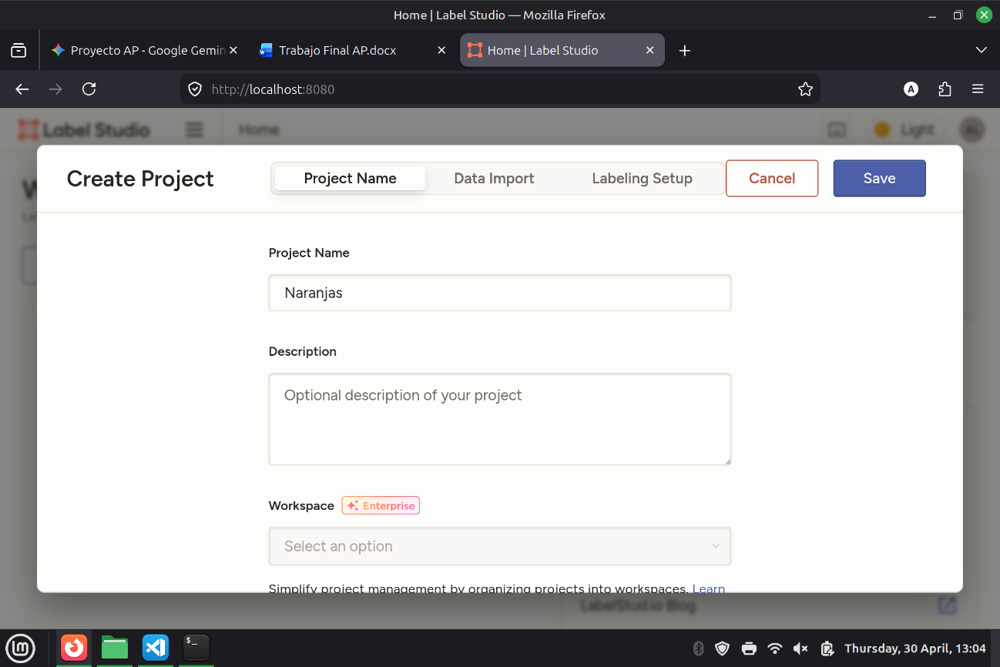 Home | Label Studio — Mozilla Firefox
Proyecto AP - Google Gemin
Trabajo Final AP.docx
Home | Label Studio
http://localhost:8080
A
Label Studio
Home
Light
Create Project
Project Name
Data Import
Labeling Setup
Cancel
Save
Project Name
Naranjas
Description
Optional description of your project
Workspace
Enterprise
Select an option
Simplify project management by organizing projects into workspaces. Learn
LabelStud.io Blog
$_
Thursday, 30 April, 13:04